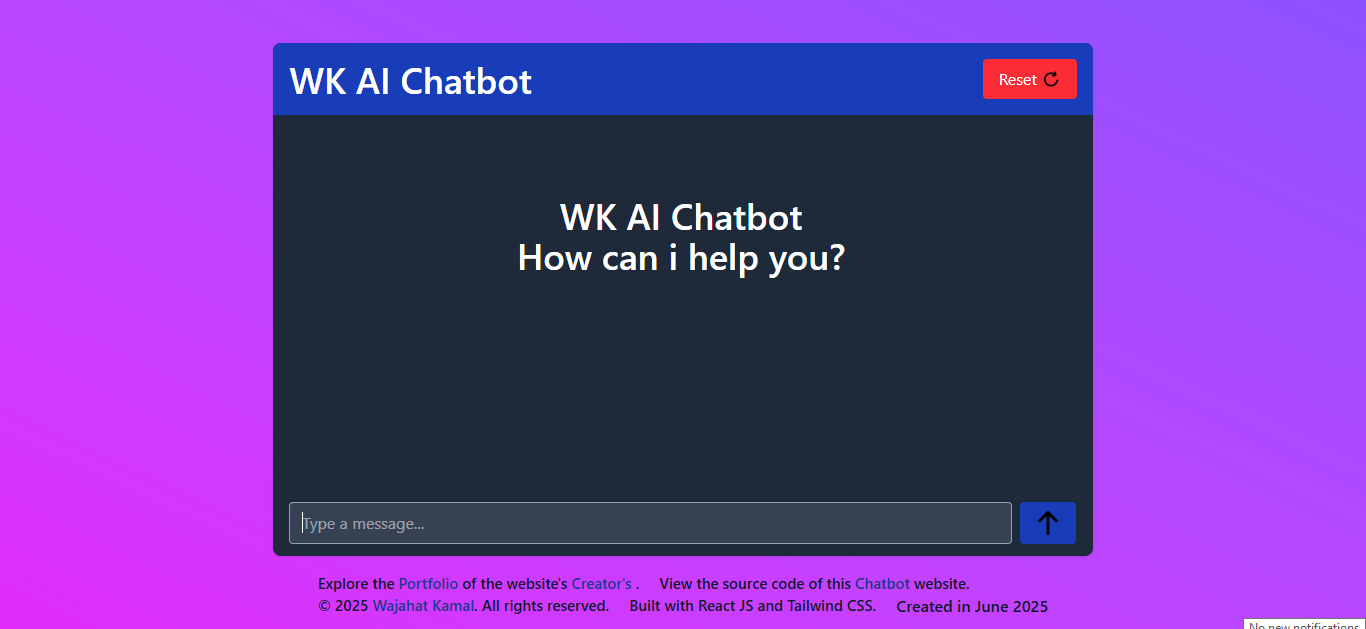 WK AI Chatbot
Reset
WK AI Chatbot
How can i help you?
Type a message...
Explore the Portfolio of the website's Creator's . View the source code of this Chatbot website.
© 2025 Wajahat Kamal. All rights reserved. Built with React JS and Tailwind CSS. Created in June 2025
No new notifications